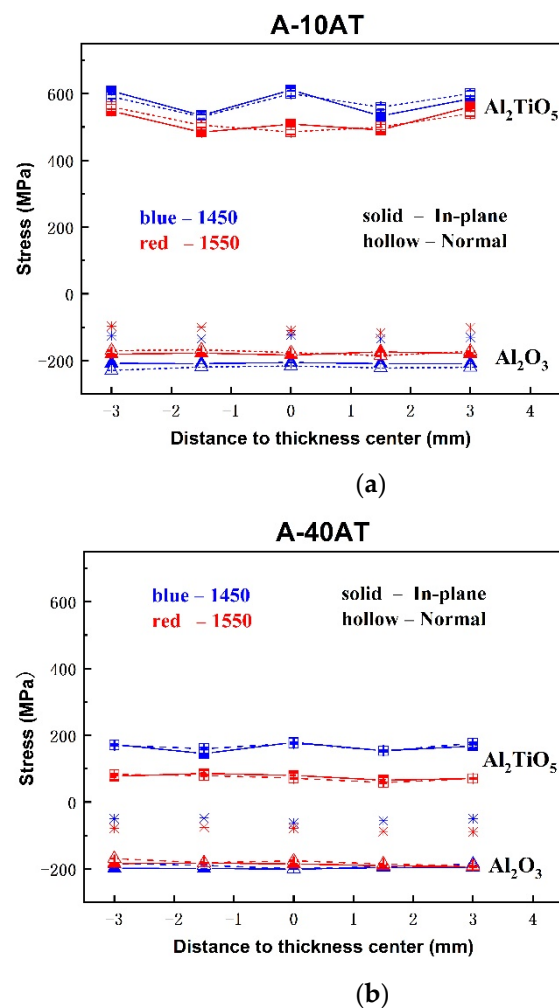 A-10AT
600
400
200
0
-200
Stress (MPa)
Al₂TiO₅
blue – 1450
solid – In-plane
red – 1550
hollow – Normal
Al₂O₃
-3 -2 -1 0 1 2 3 4
Distance to thickness center (mm)
(a)
A-40AT
600
400
200
0
-200
Stress (MPa)
blue – 1450
solid – In-plane
red – 1550
hollow – Normal
Al₂TiO₅
Al₂O₃
-3 -2 -1 0 1 2 3 4
Distance to thickness center (mm)
(b)